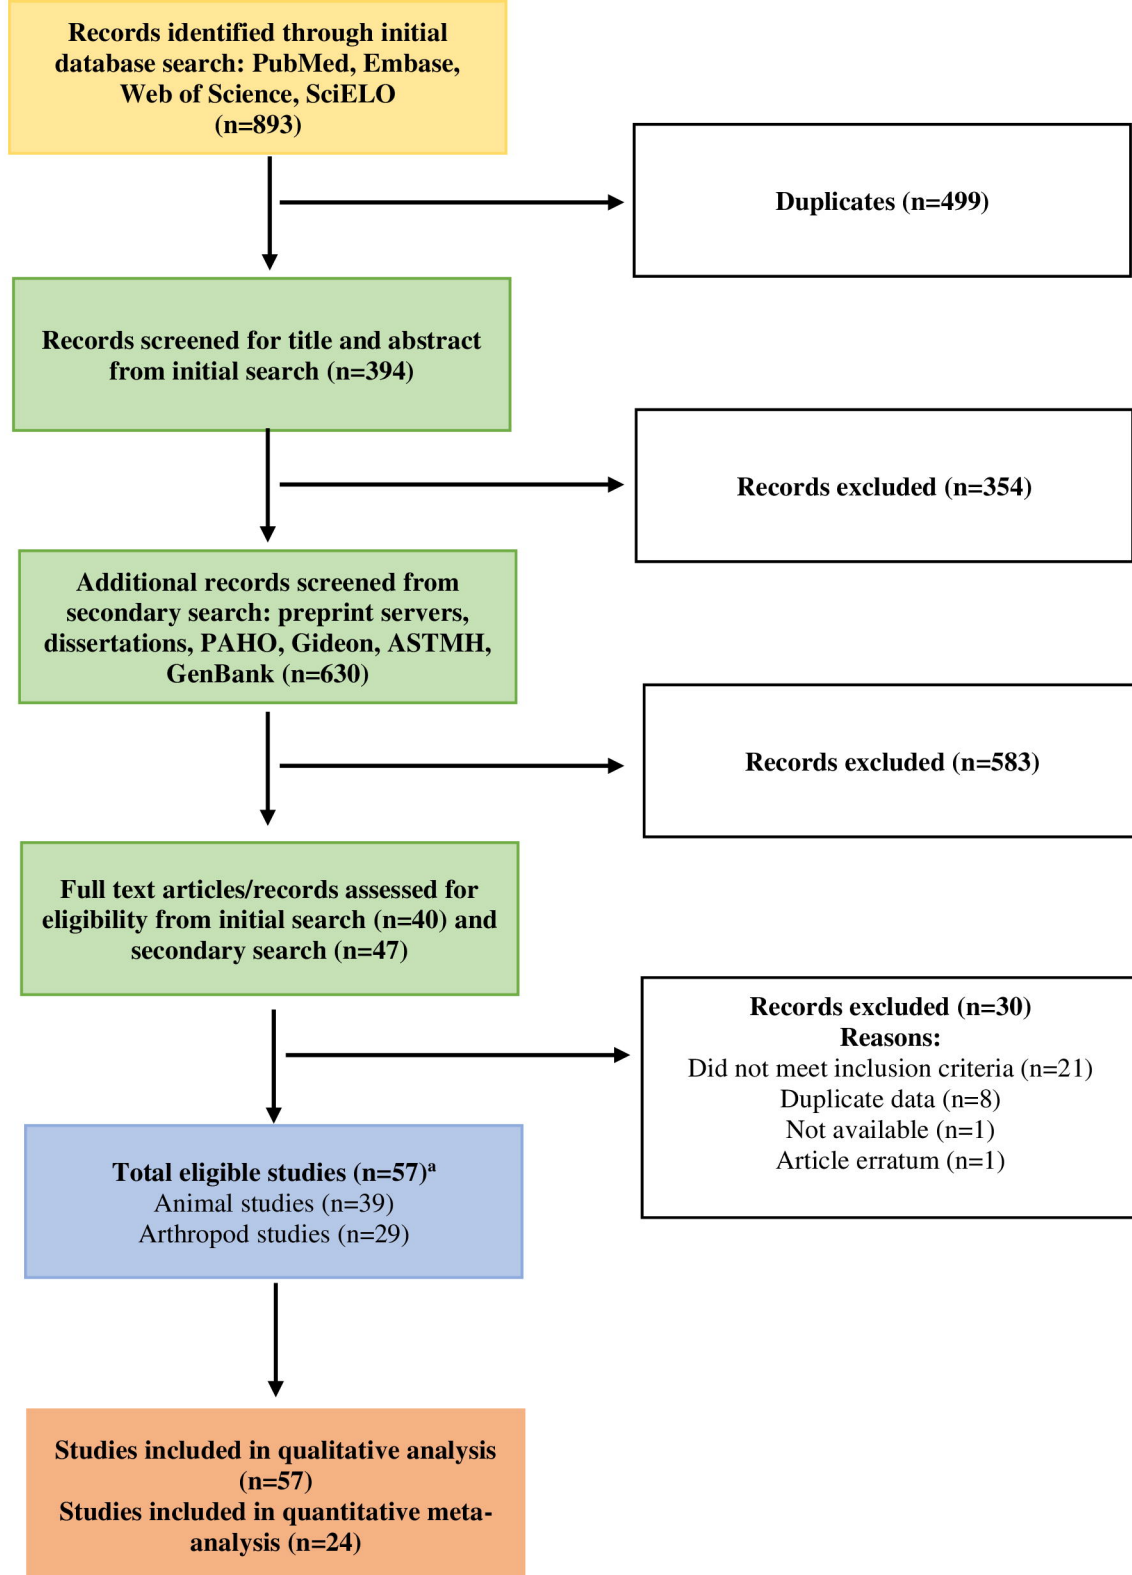 Records identified through initial
database search: PubMed, Embase,
Web of Science, SciELO
(n=893)
Duplicates (n=499)
Records screened for title and abstract
from initial search (n=394)
Records excluded (n=354)
Additional records screened from
secondary search: preprint servers,
dissertations, PAHO, Gideon, ASTMH,
GenBank (n=630)
Records excluded (n=583)
Full text articles/records assessed for
eligibility from initial search (n=40) and
secondary search (n=47)
Records excluded (n=30)
Reasons:
Did not meet inclusion criteria (n=21)
Duplicate data (n=8)
Not available (n=1)
Article erratum (n=1)
Total eligible studies (n=57)ᵃ
Animal studies (n=39)
Arthropod studies (n=29)
Studies included in qualitative analysis
(n=57)
Studies included in quantitative meta-
analysis (n=24)